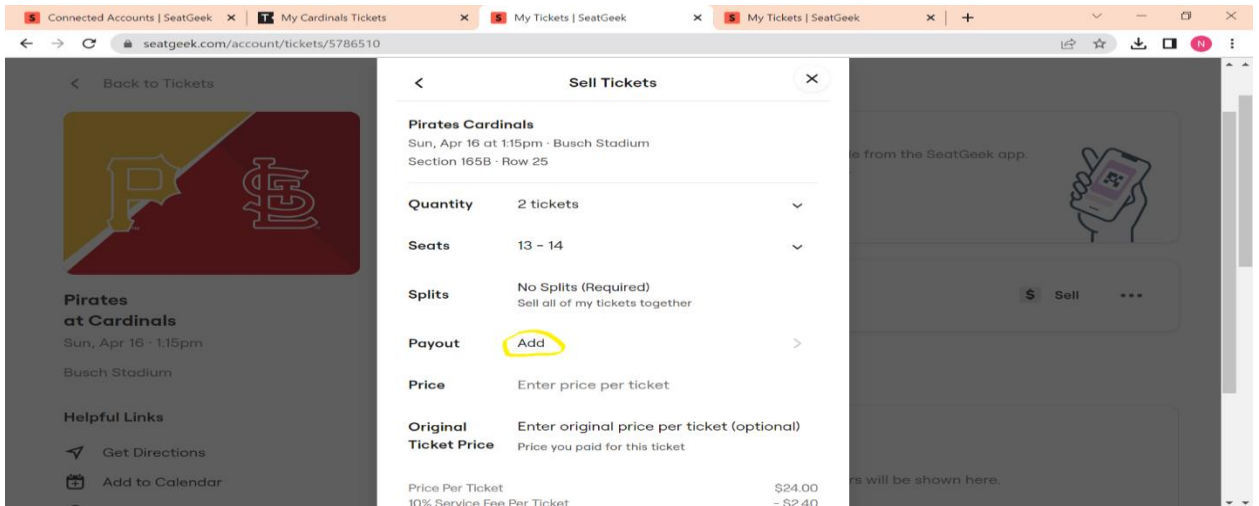 Connected Accounts | SeatGeek
My Cardinals Tickets
My Tickets | SeatGeek
My Tickets | SeatGeek
seatgeek.com/account/tickets/5786510
N
Back to Tickets
Sell Tickets
Pirates Cardinals
Sun, Apr 16 at 1:15pm · Busch Stadium
Section 165B · Row 25
from the SeatGeek app.
Quantity 2 tickets
Seats 13 - 14
Splits No Splits (Required)
Sell all of my tickets together
$ Sell
Pirates
at Cardinals
Sun, Apr 16 · 1:15pm
Busch Stadium
Payout Add
Price Enter price per ticket
Helpful Links
Original Ticket Price Enter original price per ticket (optional)
Price you paid for this ticket
Get Directions
Add to Calendar
rs will be shown here.
Price Per Ticket $24.00
10% Service Fee Per Ticket - $2.40